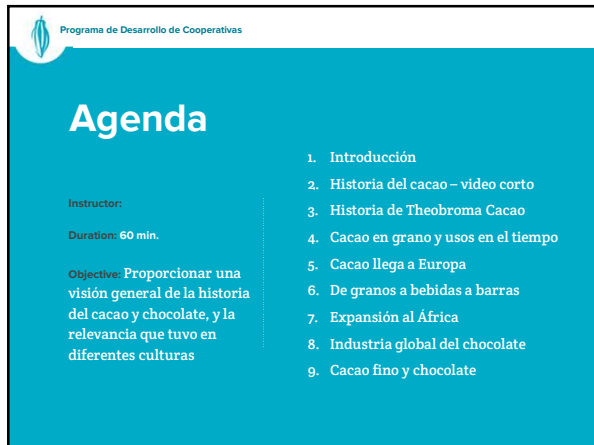 Programa de Desarrollo de Cooperativas
Agenda
Instructor:
Duration: 60 min.
Objective: Proporcionar una
visión general de la historia
del cacao y chocolate, y la
relevancia que tuvo en
diferentes culturas
1. Introducción
2. Historia del cacao – video corto
3. Historia de Theobroma Cacao
4. Cacao en grano y usos en el tiempo
5. Cacao llega a Europa
6. De granos a bebidas a barras
7. Expansión al África
8. Industria global del chocolate
9. Cacao fino y chocolate